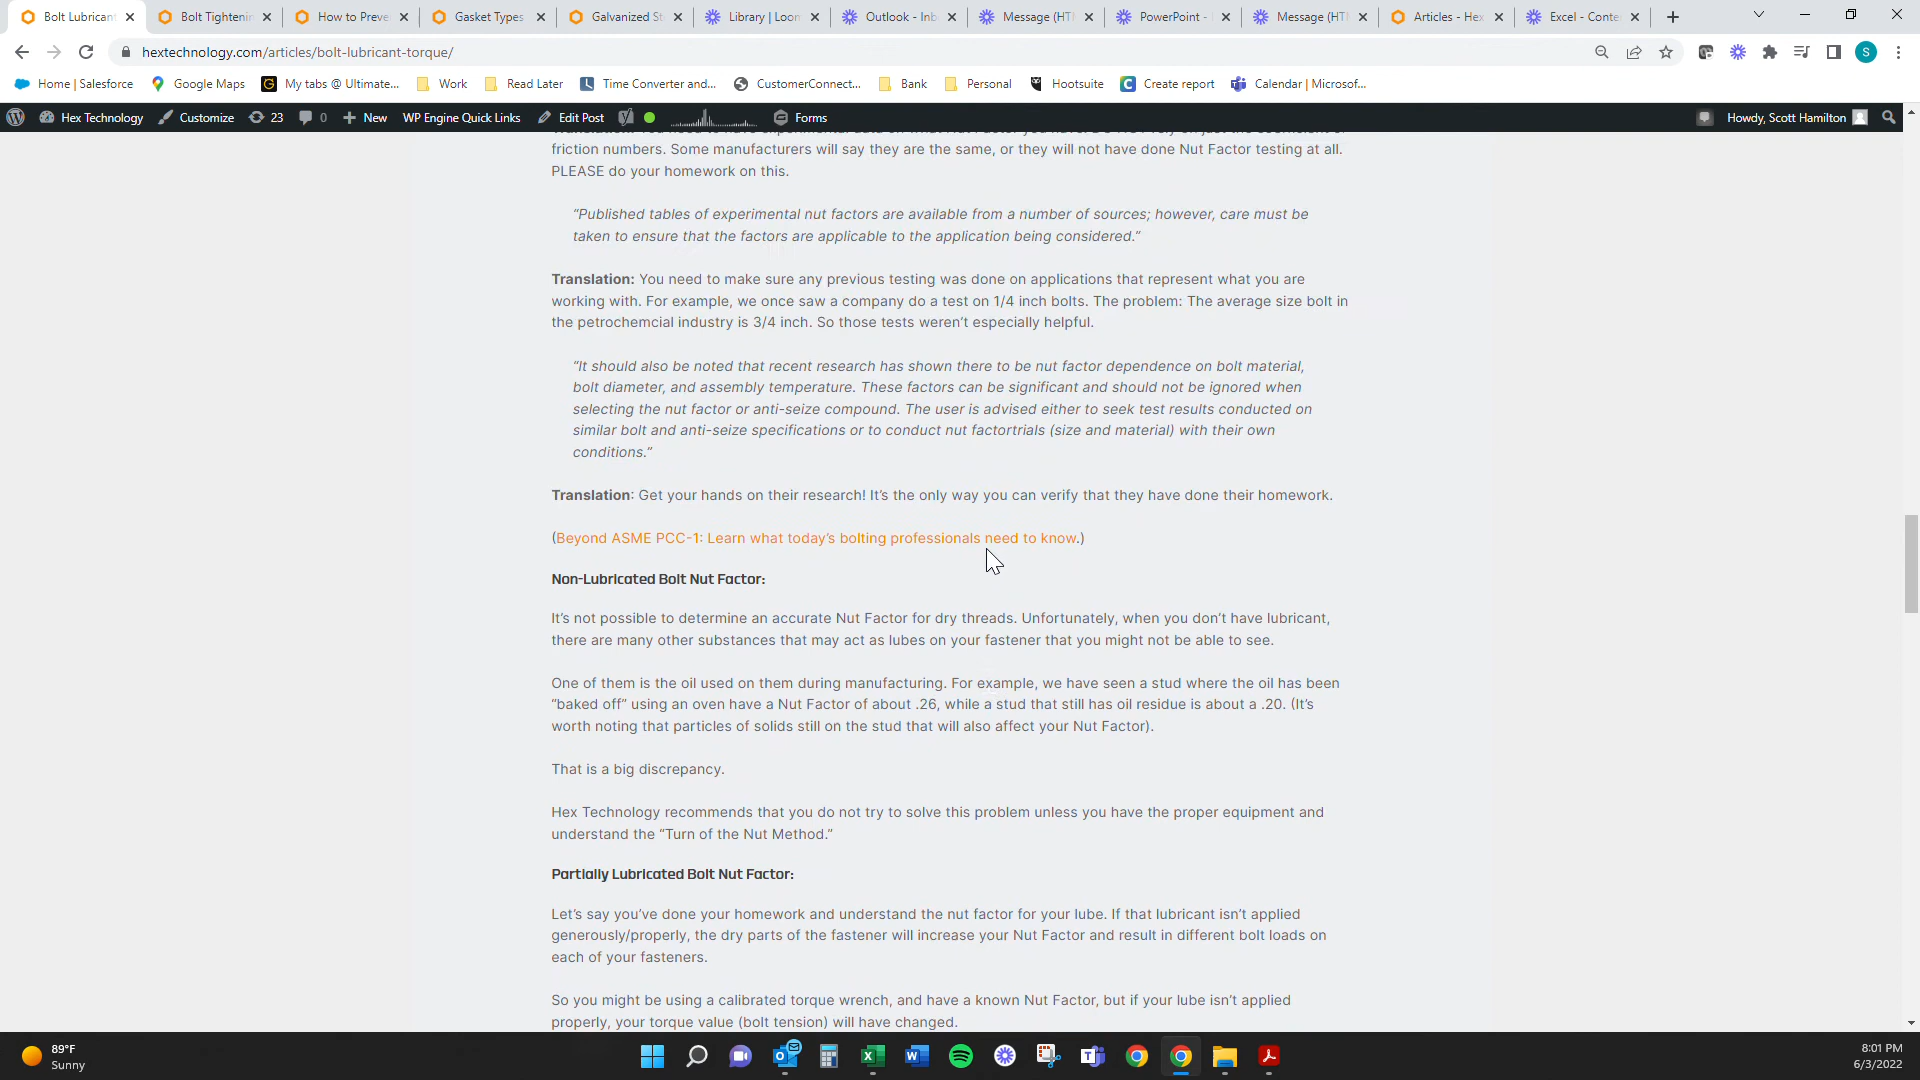 Bolt Lubricant
Bolt Tightenin
How to Preve
Gasket Types
Galvanized St
Library | Loom
Outlook - Inb
Message (HT
PowerPoint -
Message (HT
Articles - Hex
Excel - Conte
hextechnology.com/articles/bolt-lubricant-torque/
S
Home | Salesforce
Google Maps
My tabs @ Ultimate...
Work
Read Later
Time Converter and...
CustomerConnect...
Bank
Personal
Hootsuite
Create report
Calendar | Microsof...
Hex Technology
Customize
23
0
New
WP Engine Quick Links
Edit Post
Forms
Howdy, Scott Hamilton
friction numbers. Some manufacturers will say they are the same, or they will not have done Nut Factor testing at all.
PLEASE do your homework on this.
“Published tables of experimental nut factors are available from a number of sources; however, care must be
taken to ensure that the factors are applicable to the application being considered.”
Translation: You need to make sure any previous testing was done on applications that represent what you are
working with. For example, we once saw a company do a test on 1/4 inch bolts. The problem: The average size bolt in
the petrochemcial industry is 3/4 inch. So those tests weren’t especially helpful.
“It should also be noted that recent research has shown there to be nut factor dependence on bolt material,
bolt diameter, and assembly temperature. These factors can be significant and should not be ignored when
selecting the nut factor or anti-seize compound. The user is advised either to seek test results conducted on
similar bolt and anti-seize specifications or to conduct nut factortrials (size and material) with their own
conditions.”
Translation: Get your hands on their research! It’s the only way you can verify that they have done their homework.
(Beyond ASME PCC-1: Learn what today’s bolting professionals need to know.)
Non-Lubricated Bolt Nut Factor:
It’s not possible to determine an accurate Nut Factor for dry threads. Unfortunately, when you don’t have lubricant,
there are many other substances that may act as lubes on your fastener that you might not be able to see.
One of them is the oil used on them during manufacturing. For example, we have seen a stud where the oil has been
“baked off” using an oven have a Nut Factor of about .26, while a stud that still has oil residue is about a .20. (It’s
worth noting that particles of solids still on the stud that will also affect your Nut Factor).
That is a big discrepancy.
Hex Technology recommends that you do not try to solve this problem unless you have the proper equipment and
understand the “Turn of the Nut Method.”
Partially Lubricated Bolt Nut Factor:
Let’s say you’ve done your homework and understand the nut factor for your lube. If that lubricant isn’t applied
generously/properly, the dry parts of the fastener will increase your Nut Factor and result in different bolt loads on
each of your fasteners.
So you might be using a calibrated torque wrench, and have a known Nut Factor, but if your lube isn’t applied
properly, your torque value (bolt tension) will have changed.
89°F
Sunny
8:01 PM
6/3/2022